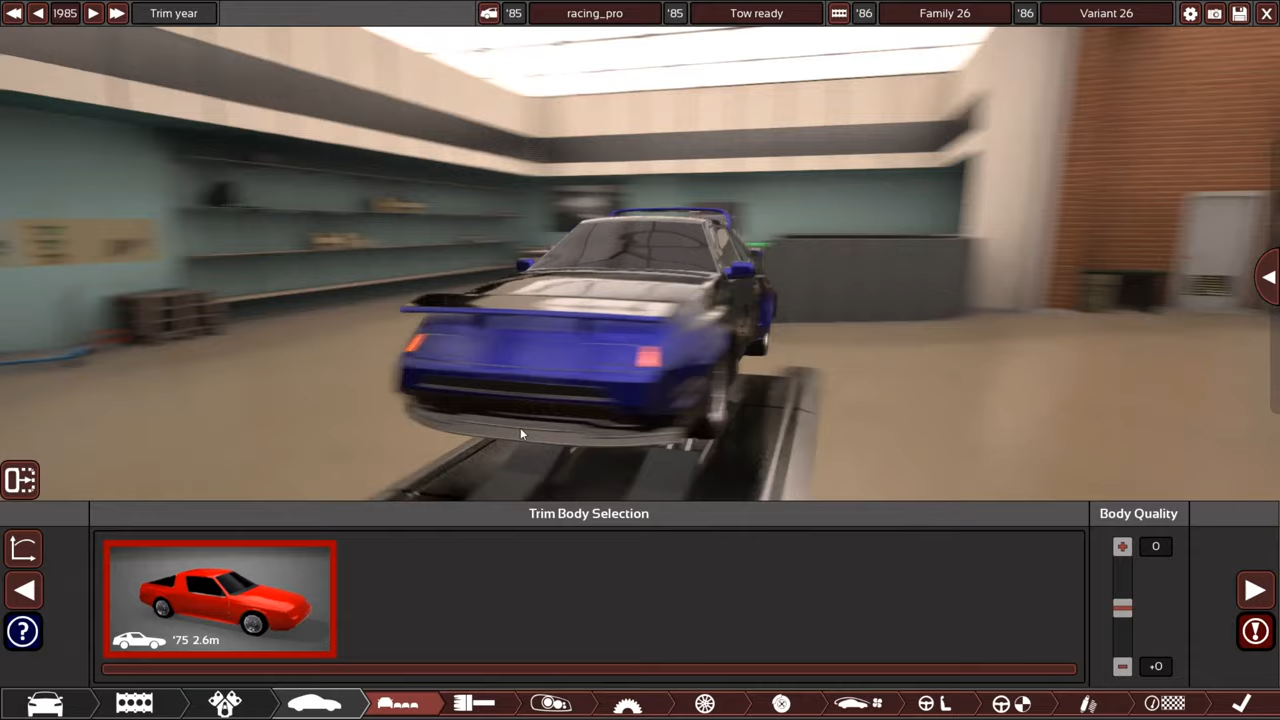 1985
Trim year
'85
racing_pro
'85
Tow ready
'86
Family 26
'86
Variant 26
Trim Body Selection
Body Quality
0
'75 2.6m
+0